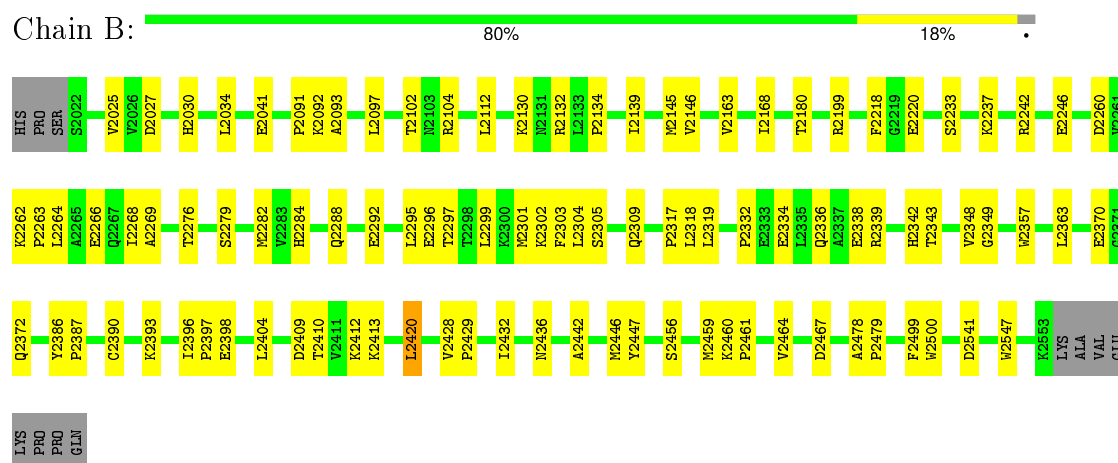 Chain B:
80% 18% •
HIS PRO SER S2022 V2025 V2026 D2027 H2030 L2034 E2041 P2091 K2092 A2093 L2097 T2102 N2103 R2104 L2112 K2130 N2131 R2132 L2133 P2134 I2139 M2145 V2146 V2163 I2168 T2180 R2199 F2218 G2219 E2220 S2233 K2237 R2242 E2246 D2260
K2262 P2263 L2264 A2265 E2266 Q2267 I2268 A2269 T2276 S2279 M2282 V2283 H2284 Q2288 E2292 L2295 E2296 T2297 T2298 L2299 K2300 M2301 K2302 F2303 L2304 S2305 Q2309 P2317 L2318 L2319 P2332 E2333 E2334 L2335 Q2336 A2337 E2338 R2339 H2342 T2343 V2348 G2349 W2357 L2363 E2370
Q2372 Y2386 P2387 C2390 K2393 I2396 P2397 E2398 L2404 D2409 T2410 V2411 K2412 K2413 L2420 V2428 P2429 I2432 N2436 A2442 M2446 Y2447 S2456 M2459 K2460 P2461 V2464 D2467 A2478 P2479 F2499 W2500 D2541 W2547 K2553 LYS ALA VAL GLU
LYS PRO PRO GLN